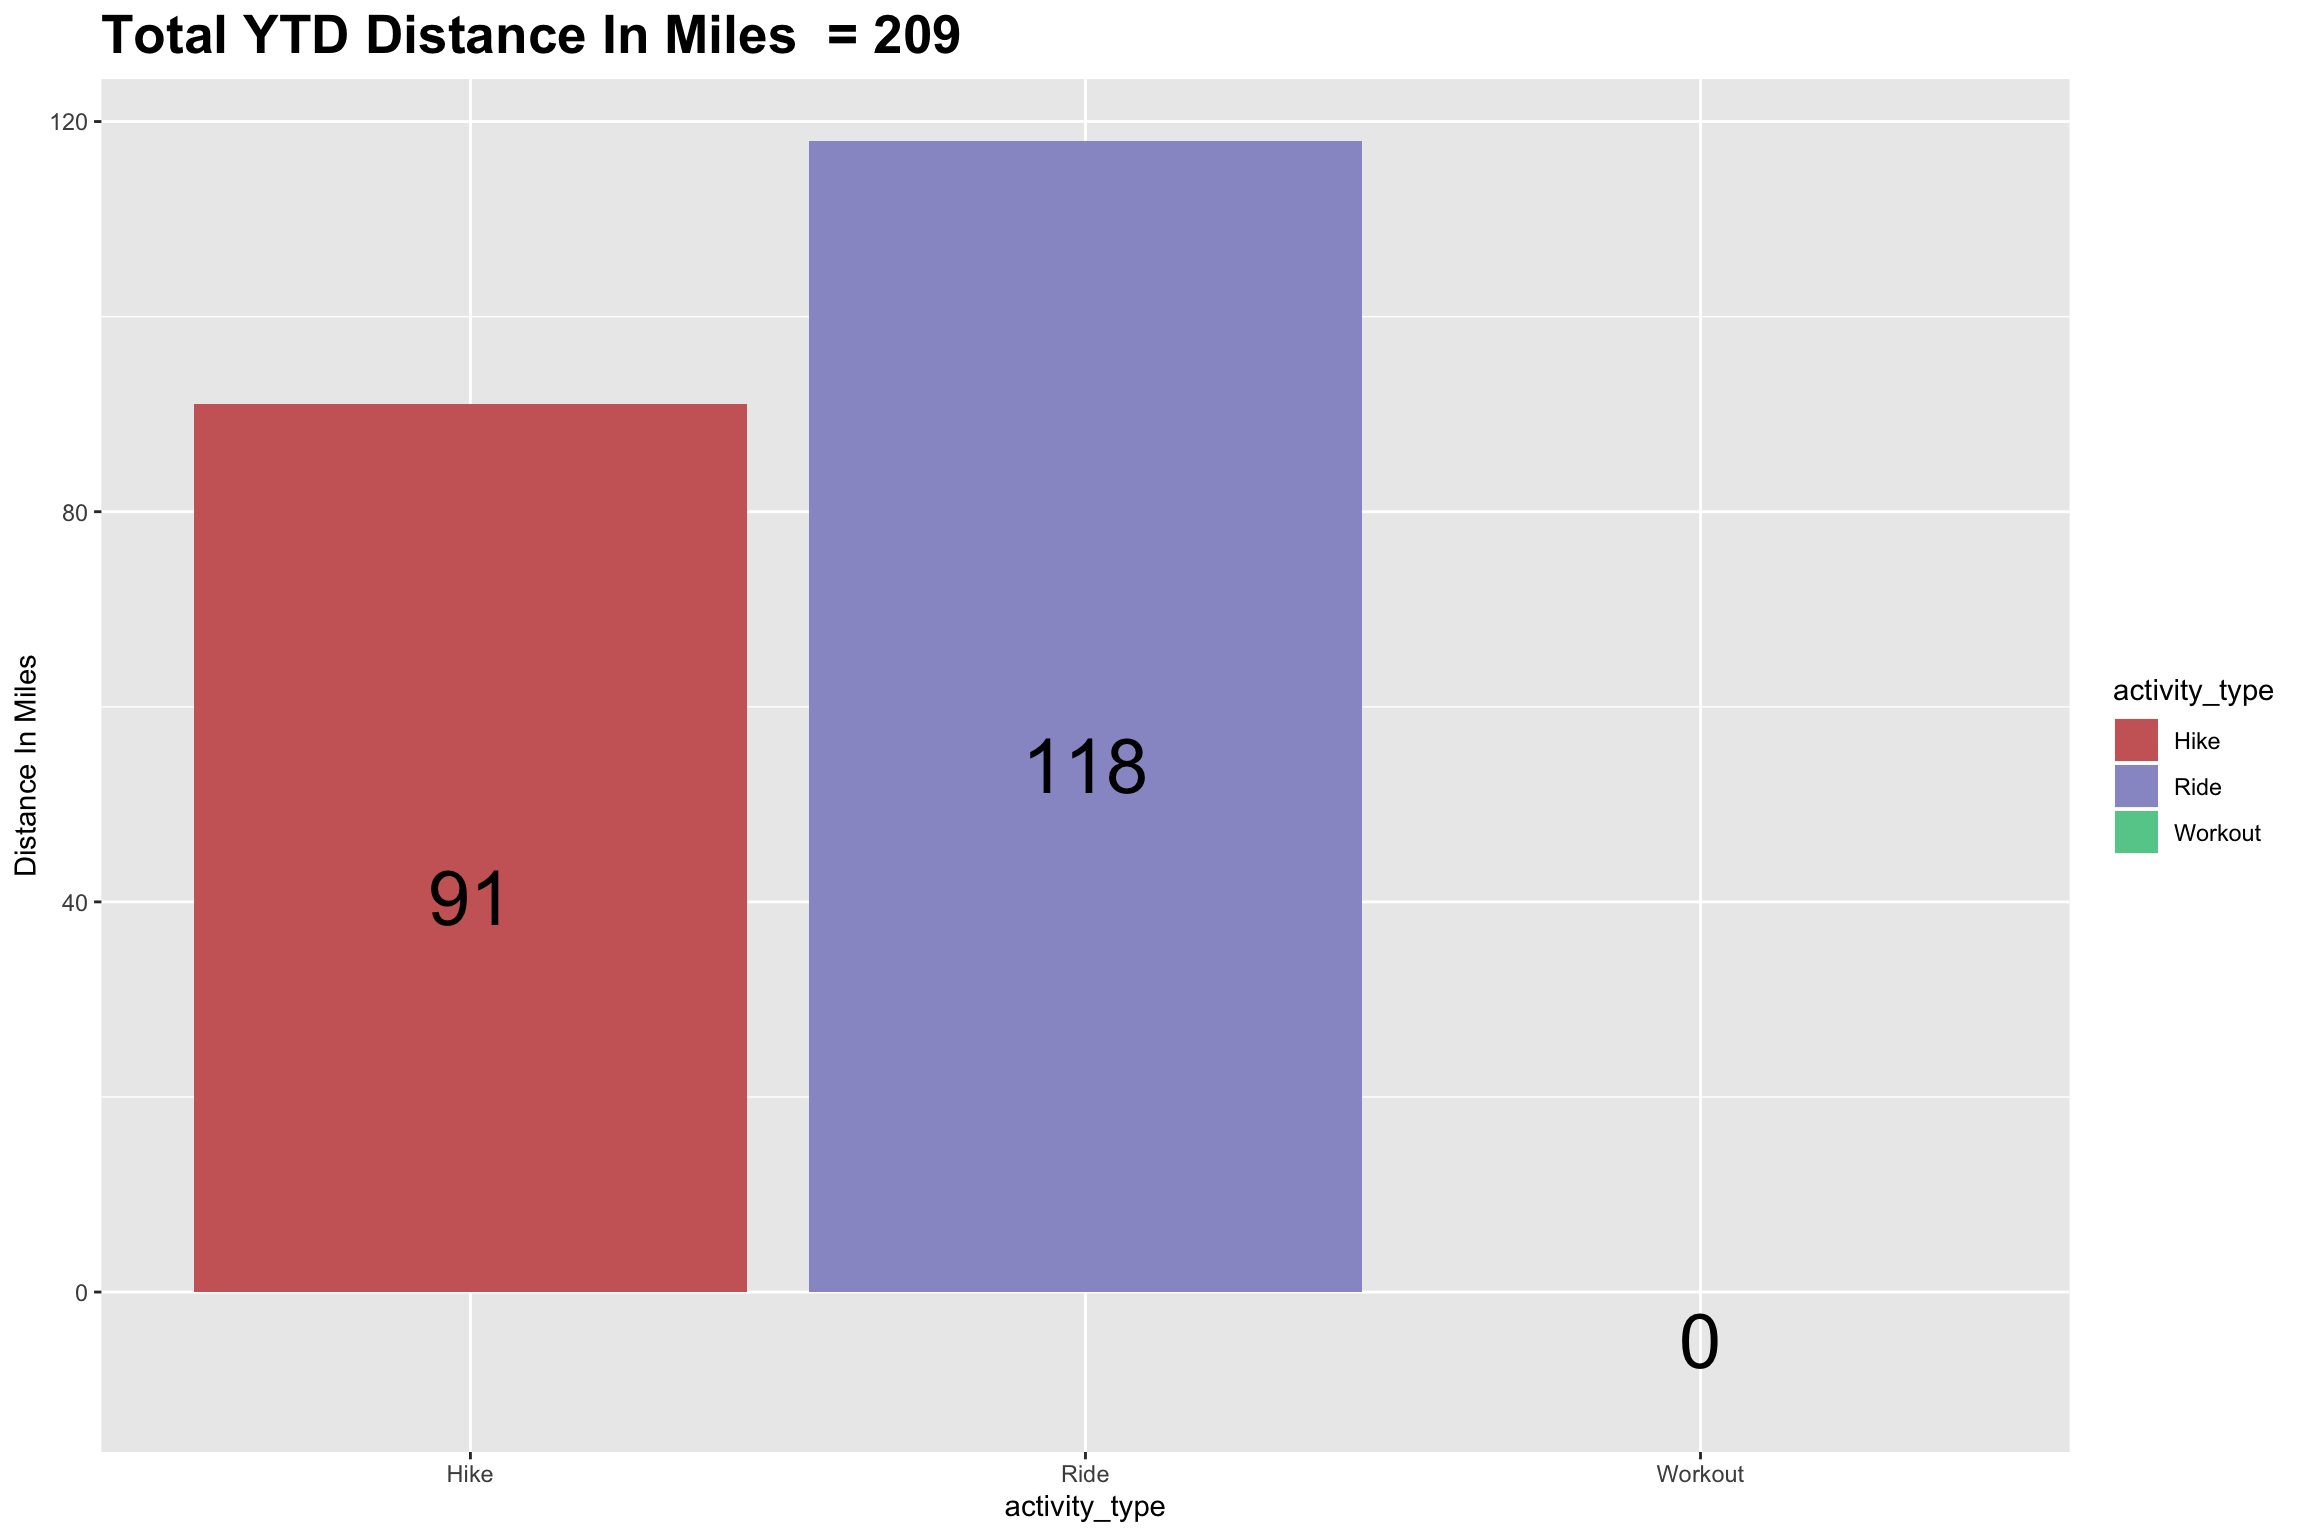 Total YTD Distance In Miles  = 209
120
80
40
0
Distance In Miles
91
118
0
Hike
Ride
Workout
activity_type
activity_type
Hike
Ride
Workout